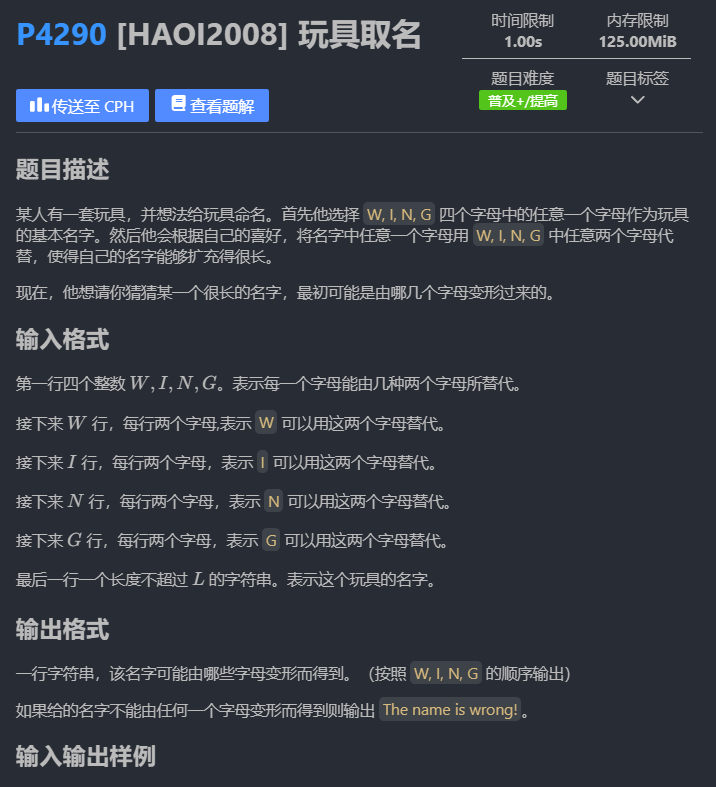 P4290 [HAOI2008] 玩具取名
时间限制 内存限制
1.00s 125.00MiB
题目难度 题目标签
普及+/提高
传送至 CPH 查看题解
题目描述
某人有一套玩具，并想法给玩具命名。首先他选择 W, I, N, G 四个字母中的任意一个字母作为玩具
的基本名字。然后他会根据自己的喜好，将名字中任意一个字母用 W, I, N, G 中任意两个字母代
替，使得自己的名字能够扩充得很长。
现在，他想请你猜猜某一个很长的名字，最初可能是由哪几个字母变形过来的。
输入格式
第一行四个整数 W, I, N, G。表示每一个字母能由几种两个字母所替代。
接下来 W 行，每行两个字母,表示 W 可以用这两个字母替代。
接下来 I 行，每行两个字母，表示 I 可以用这两个字母替代。
接下来 N 行，每行两个字母，表示 N 可以用这两个字母替代。
接下来 G 行，每行两个字母，表示 G 可以用这两个字母替代。
最后一行一个长度不超过 L 的字符串。表示这个玩具的名字。
输出格式
一行字符串，该名字可能由哪些字母变形而得到。（按照 W, I, N, G 的顺序输出）
如果给的名字不能由任何一个字母变形而得到则输出 The name is wrong!。
输入输出样例